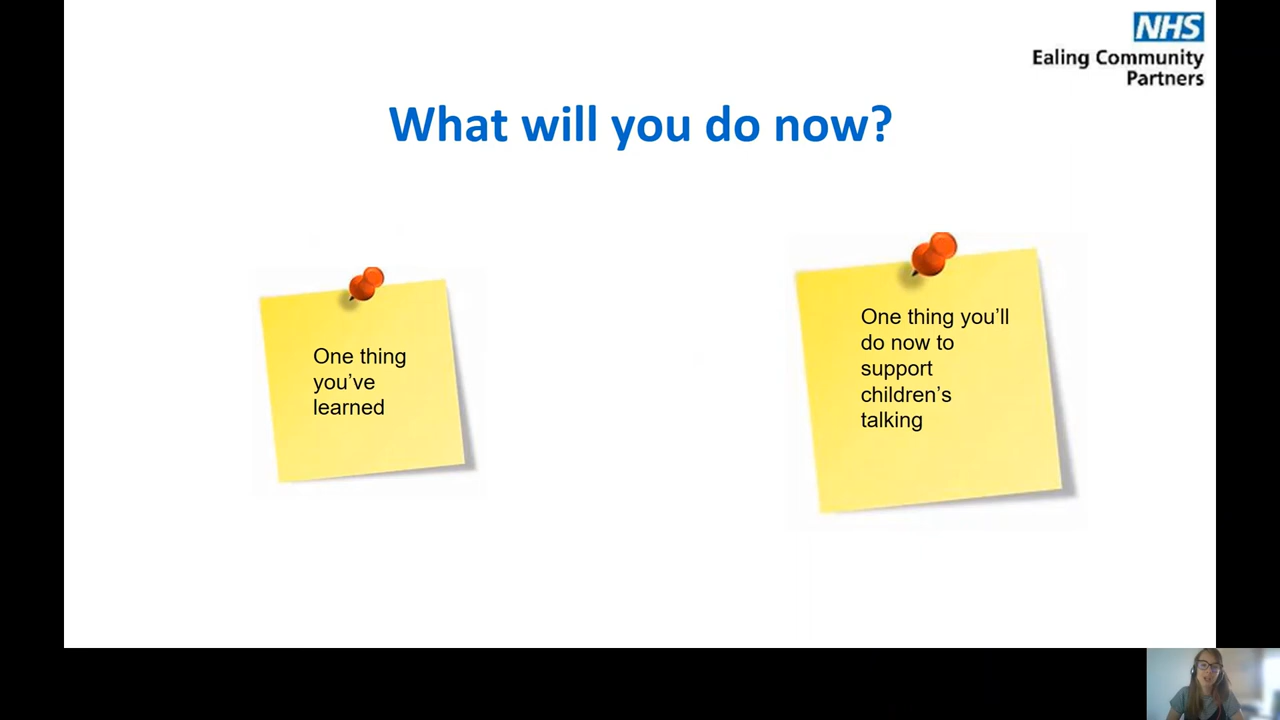 NHS
Ealing Community
Partners
What will you do now?
One thing
you've
learned
One thing you'll
do now to
support
children's
talking